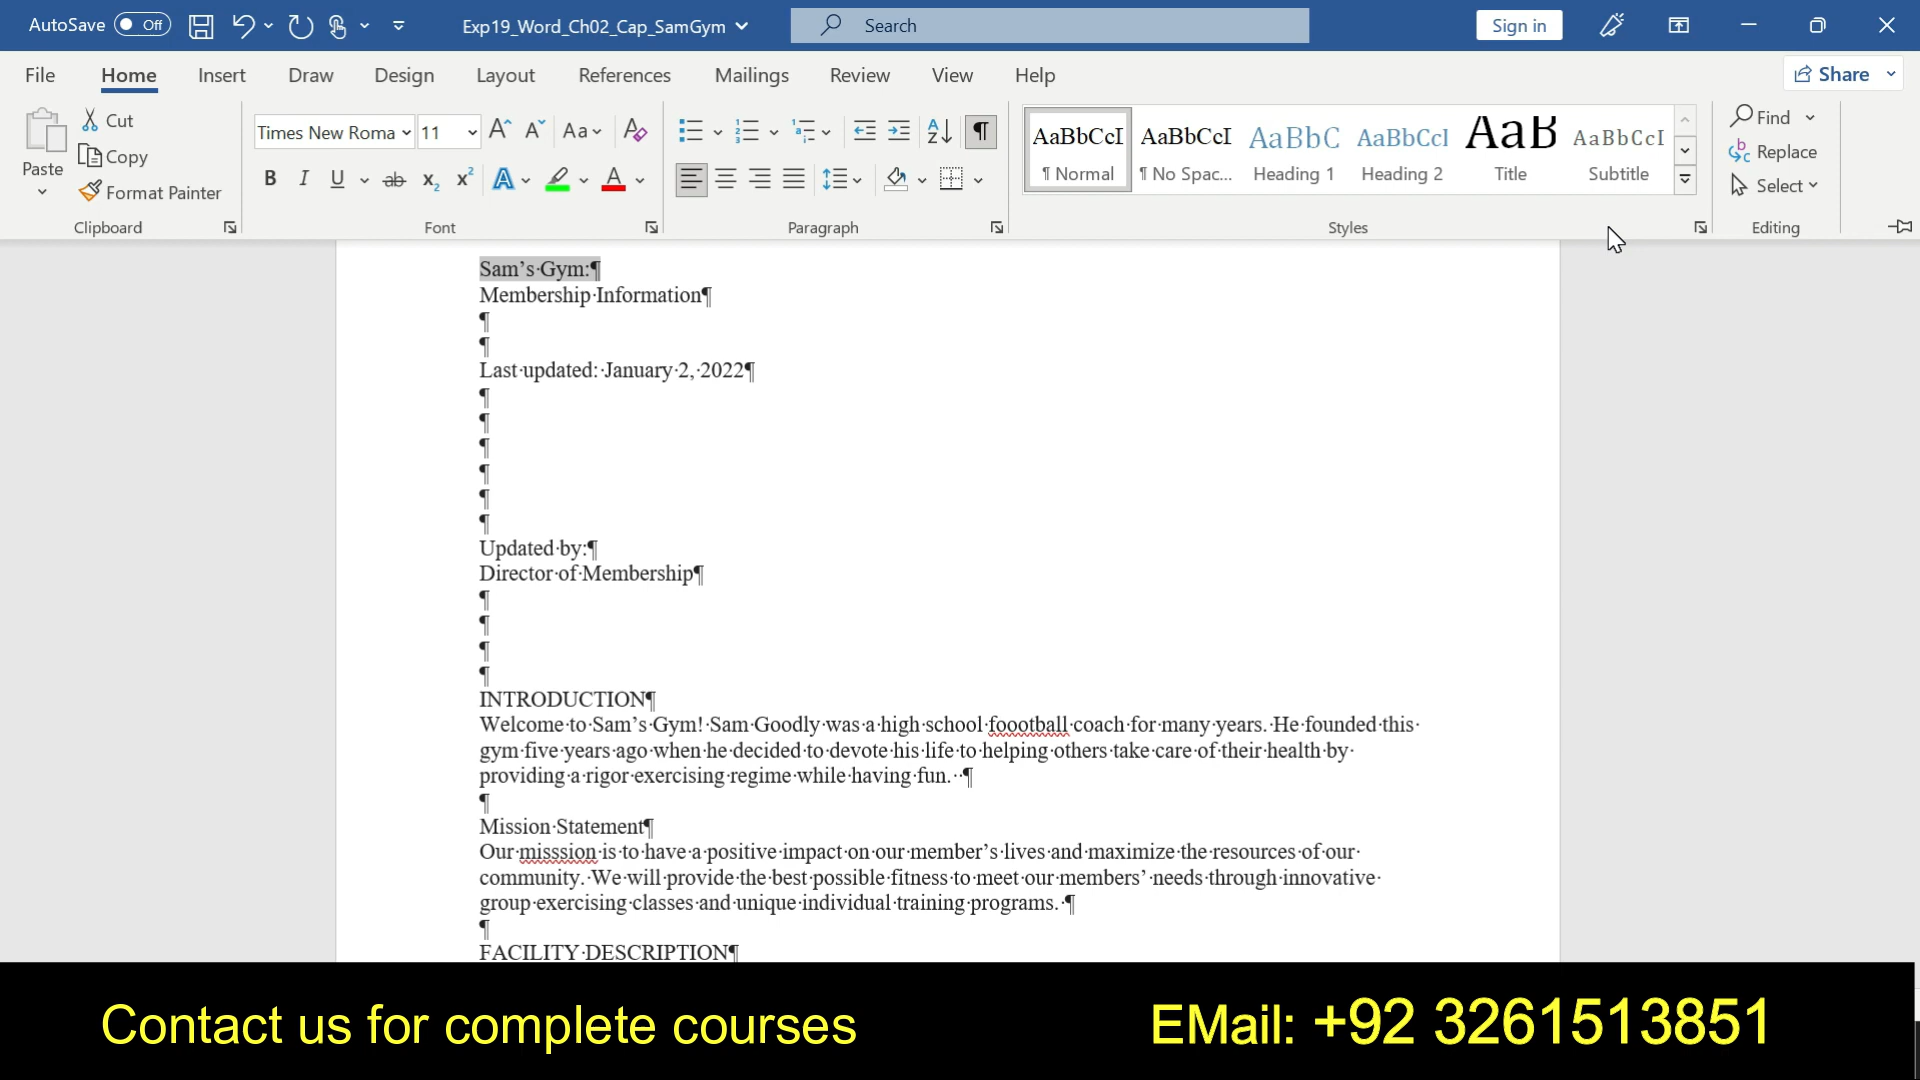 AutoSave Off Exp19_Word_Ch02_Cap_SamGym Search Sign in
File Home Insert Draw Design Layout References Mailings Review View Help Share
Paste
Cut
Copy
Format Painter
Clipboard
Times New Roma 11
Aa
B I U ab x₂ x² A A
Font
Paragraph
AaBbCcI AaBbCcI AaBbC AaBbCcI AaB AaBbCcI
¶ Normal ¶ No Spac... Heading 1 Heading 2 Title Subtitle
Styles
Find
Replace
Select
Editing
Sam’s·Gym:¶
Membership·Information¶
¶
¶
Last·updated:·January·2,·2022¶
¶
¶
¶
¶
¶
¶
Updated·by:¶
Director·of·Membership¶
¶
¶
¶
¶
INTRODUCTION¶
Welcome·to·Sam’s·Gym!·Sam·Goodly·was·a·high·school·foootball·coach·for·many·years.·He·founded·this·
gym·five·years·ago·when·he·decided·to·devote·his·life·to·helping·others·take·care·of·their·health·by·
providing·a·rigor·exercising·regime·while·having·fun.··¶
¶
Mission·Statement¶
Our·misssion·is·to·have·a·positive·impact·on·our·member’s·lives·and·maximize·the·resources·of·our·
community.·We·will·provide·the·best·possible·fitness·to·meet·our·members’·needs·through·innovative·
group·exercising·classes·and·unique·individual·training·programs.·¶
¶
FACILITY·DESCRIPTION¶
Contact us for complete courses EMail: +92 3261513851